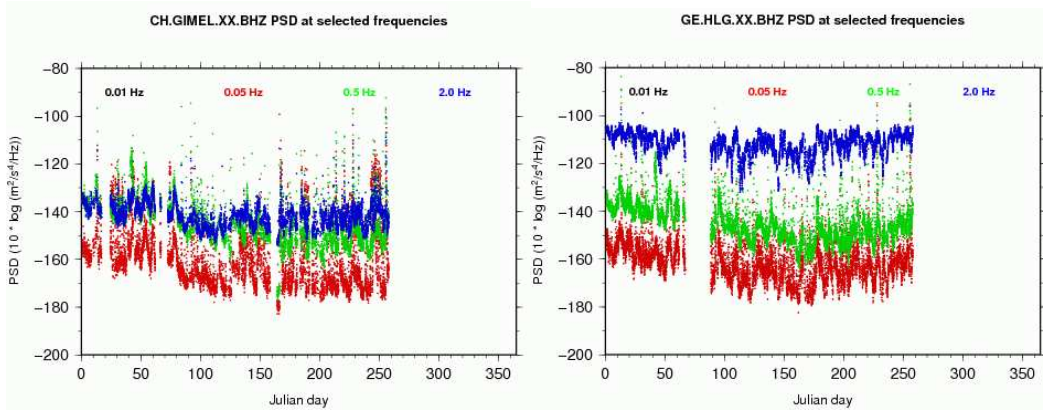 CH.GIMEL.XX.BHZ PSD at selected frequencies
−80
−100
−120
−140
−160
−180
−200
PSD (10 * log (m²/s⁴/Hz))
0.01 Hz 0.05 Hz 0.5 Hz 2.0 Hz
0 50 100 150 200 250 300 350
Julian day
GE.HLG.XX.BHZ PSD at selected frequencies
−80
−100
−120
−140
−160
−180
−200
PSD (10 * log (m²/s⁴/Hz))
0.01 Hz 0.05 Hz 0.5 Hz 2.0 Hz
0 50 100 150 200 250 300 350
Julian day